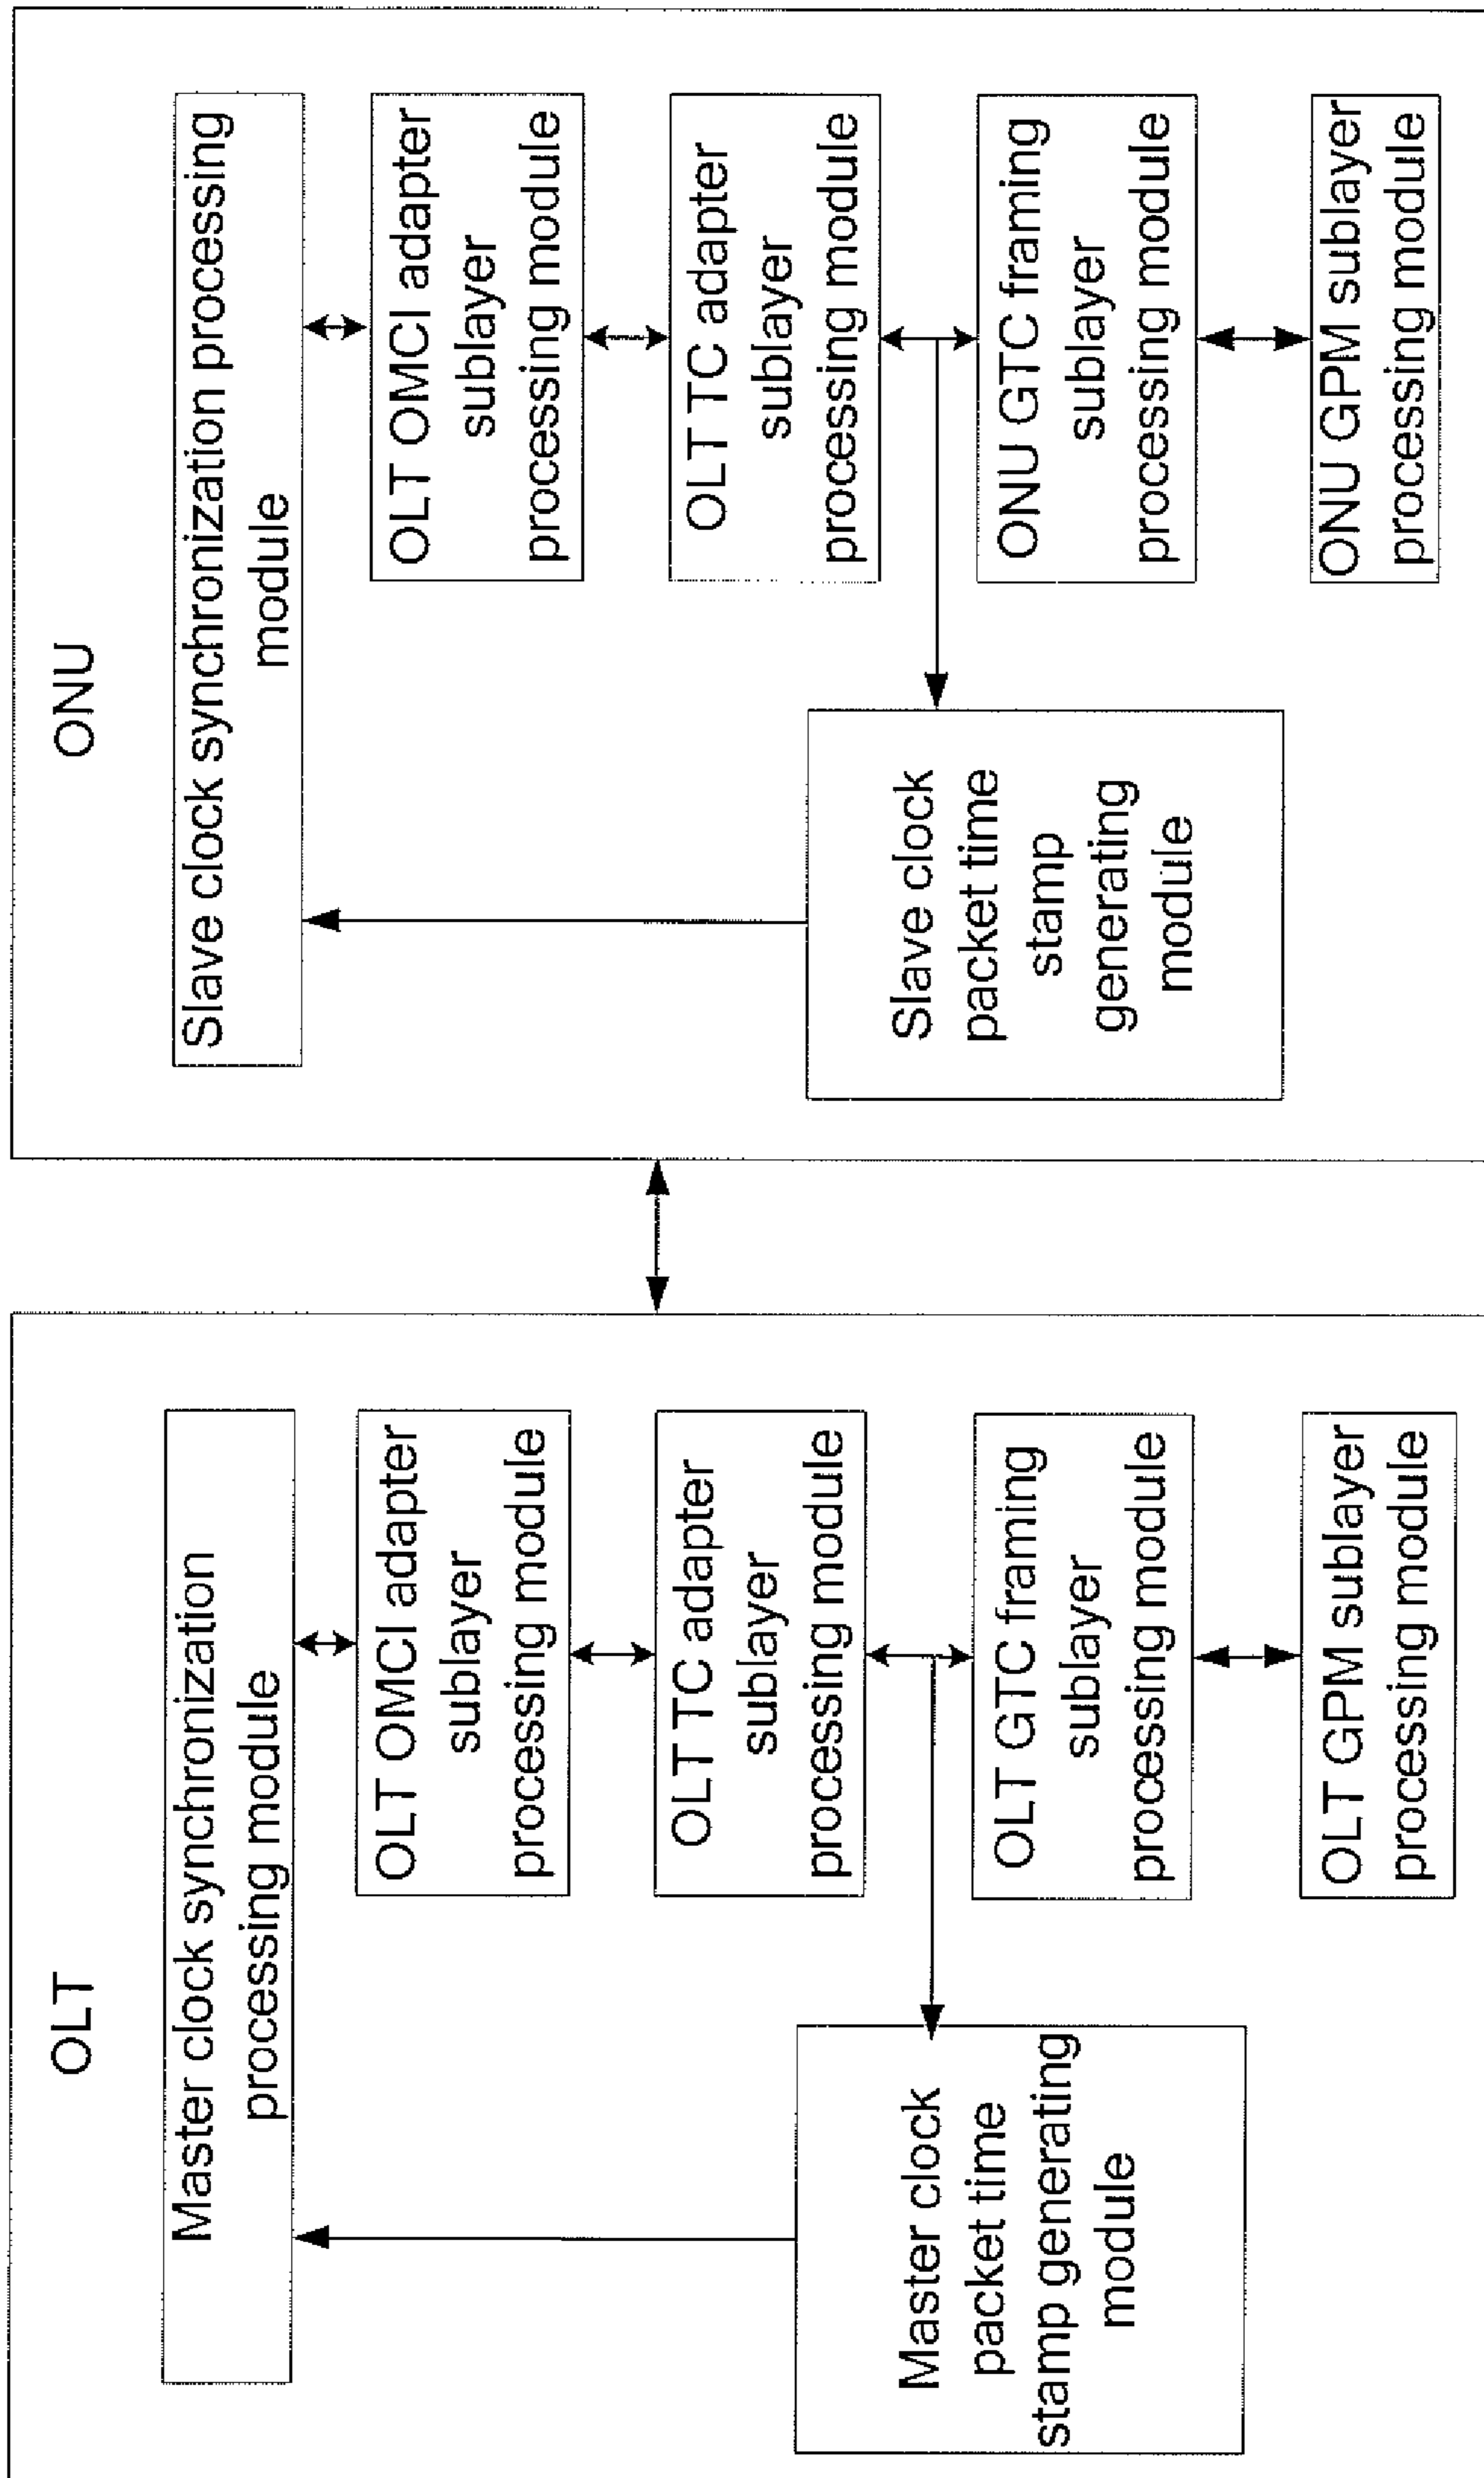 OLT
Master clock synchronization
processing module
OLT OMCI adapter
sublayer
processing module
OLT TC adapter
sublayer
processing module
Master clock
packet time
stamp generating
module
OLT GTC framing
sublayer
processing module
OLT GPM sublayer
processing module
ONU
Slave clock synchronization processing
module
OLT OMCI adapter
sublayer
processing module
OLT TC adapter
sublayer
processing module
Slave clock
packet time
stamp
generating
module
ONU GTC framing
sublayer
processing module
ONU GPM sublayer
processing module